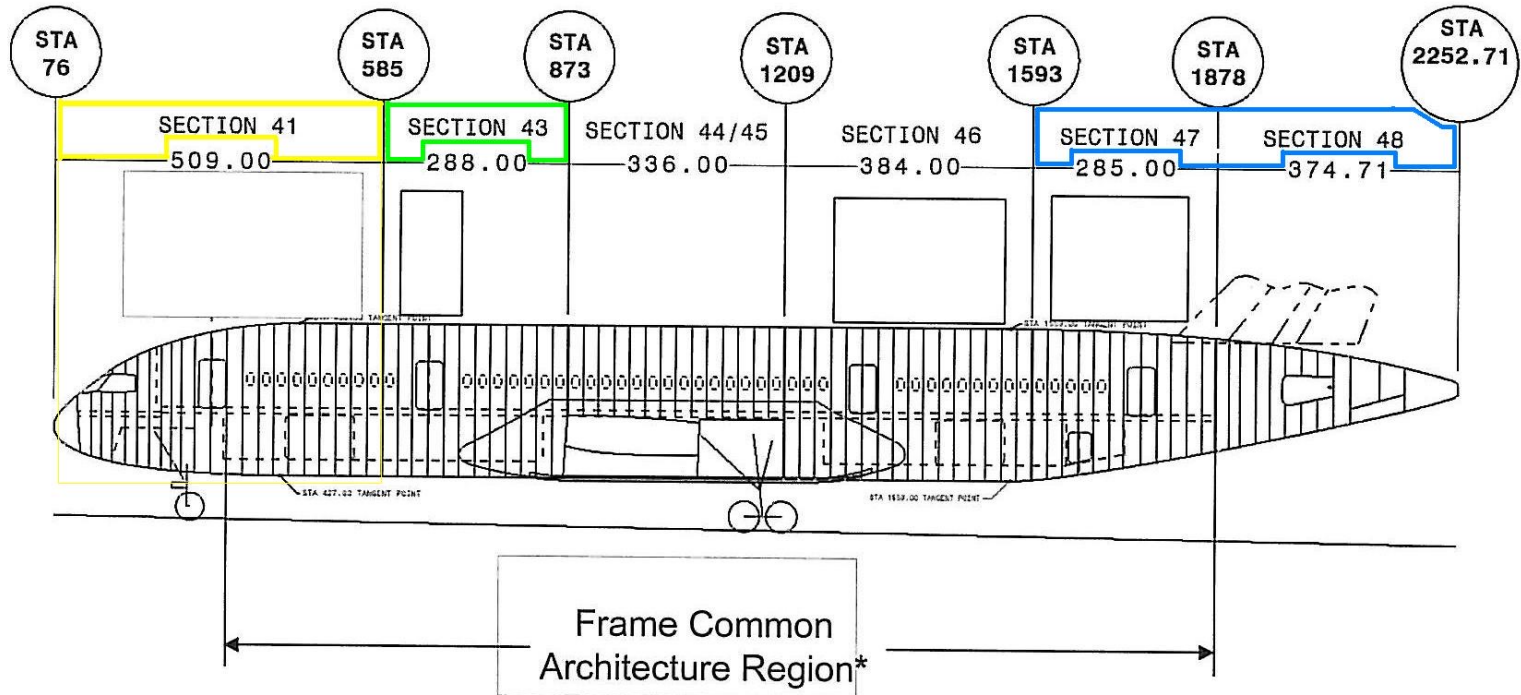 STA
76
STA
585
STA
873
STA
1209
STA
1593
STA
1878
STA
2252.71
SECTION 41
SECTION 43
SECTION 44/45
SECTION 46
SECTION 47
SECTION 48
509.00
288.00
336.00
384.00
285.00
374.71
TANGENT POINT
STA 1559.00 TANGENT POINT
STA 427.00 TANGENT POINT
STA 1559.00 TANGENT POINT
Frame Common
Architecture Region*